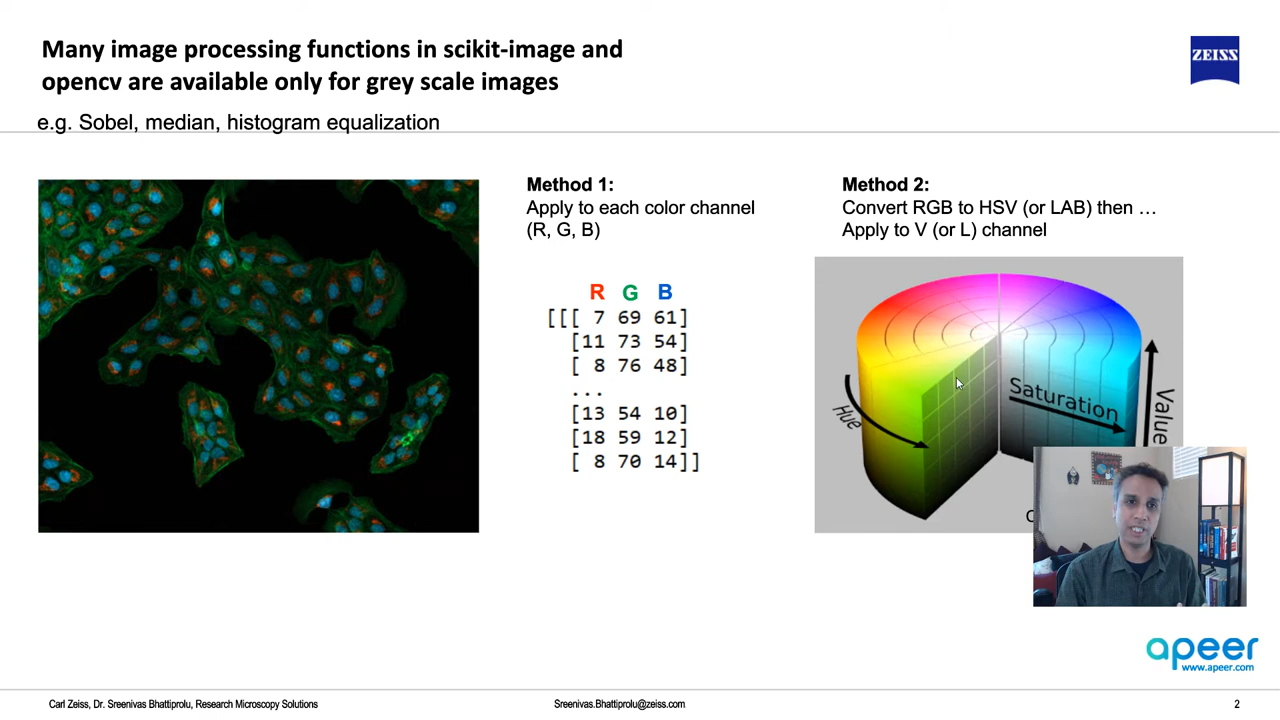 Many image processing functions in scikit-image and
opencv are available only for grey scale images
ZEISS
e.g. Sobel, median, histogram equalization
Method 1:
Apply to each color channel
(R, G, B)
R G B
[[[ 7 69 61]
[11 73 54]
[ 8 76 48]
...
[13 54 10]
[18 59 12]
[ 8 70 14]]
Method 2:
Convert RGB to HSV (or LAB) then …
Apply to V (or L) channel
Hue
Saturation
Value
apeer
www.apeer.com
Carl Zeiss, Dr. Sreenivas Bhattiprolu, Research Microscopy Solutions
Sreenivas.Bhattiprolu@zeiss.com
2